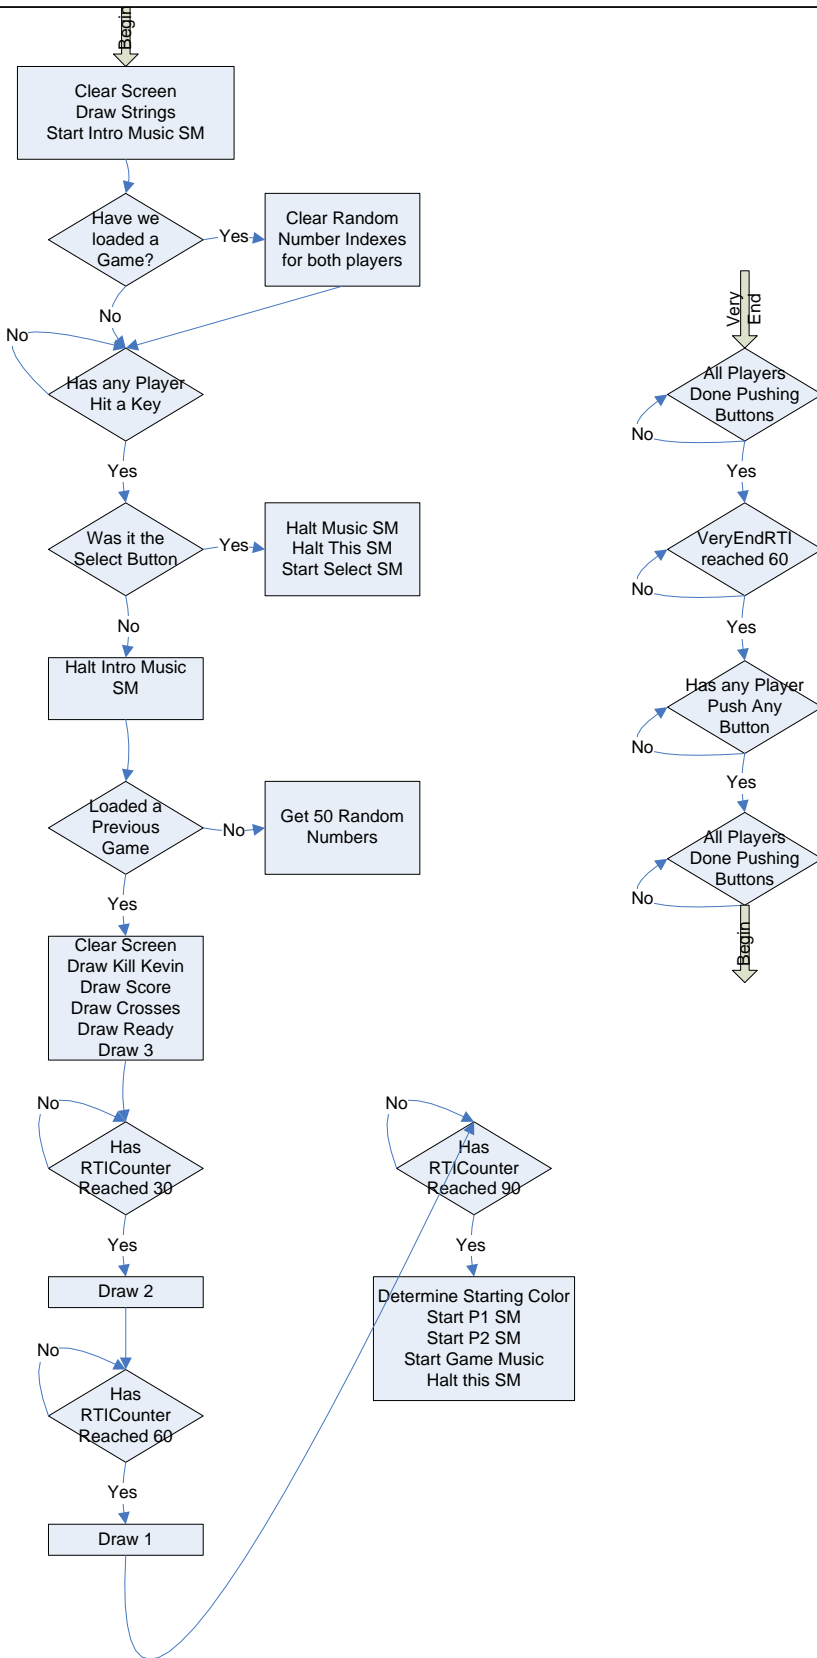 Begin
Clear Screen
Draw Strings
Start Intro Music SM
Have we
loaded a
Game?
Yes
Clear Random
Number Indexes
for both players
No
No
Has any Player
Hit a Key
Yes
Was it the
Select Button
Yes
Halt Music SM
Halt This SM
Start Select SM
No
Halt Intro Music
SM
Loaded a
Previous
Game
No
Get 50 Random
Numbers
Yes
Clear Screen
Draw Kill Kevin
Draw Score
Draw Crosses
Draw Ready
Draw 3
No
Has
RTICounter
Reached 30
Yes
Draw 2
No
Has
RTICounter
Reached 60
Yes
Draw 1
No
Has
RTICounter
Reached 90
Yes
Determine Starting Color
Start P1 SM
Start P2 SM
Start Game Music
Halt this SM
Very
End
All Players
Done Pushing
Buttons
No
Yes
VeryEndRTI
reached 60
No
Yes
Has any Player
Push Any
Button
No
Yes
All Players
Done Pushing
Buttons
No
Begin